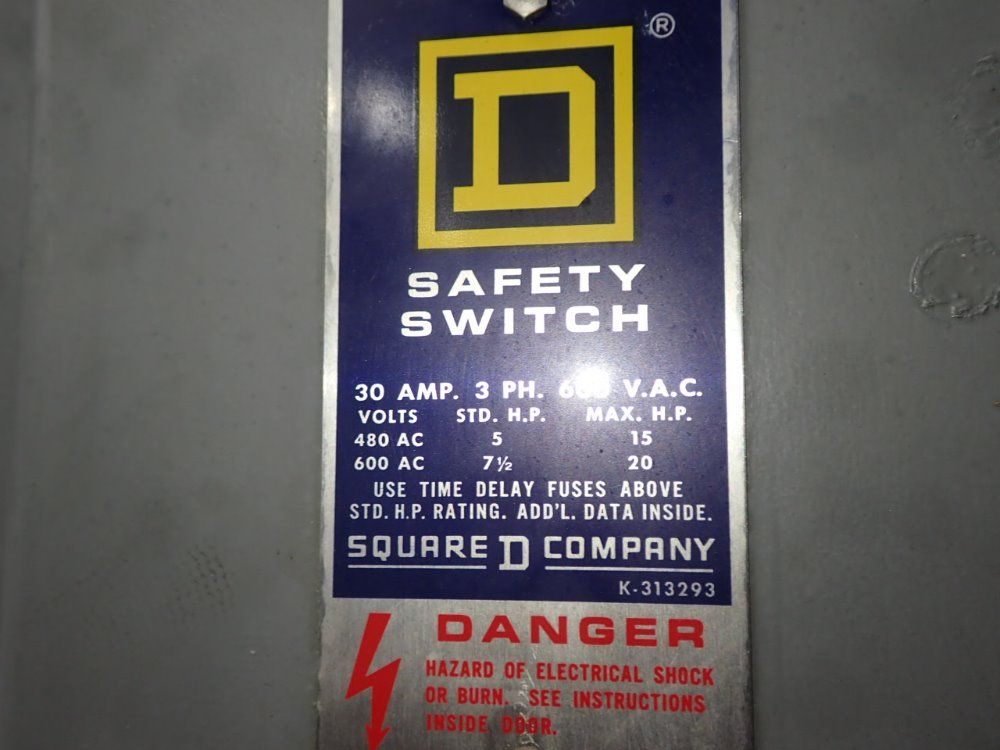 D ®
SAFETY
SWITCH
30 AMP. 3 PH. 600 V.A.C.
VOLTS STD. H.P. MAX. H.P.
480 AC 5 15
600 AC 7½ 20
USE TIME DELAY FUSES ABOVE
STD. H.P. RATING. ADD'L. DATA INSIDE.
SQUARE D COMPANY
K-313293
DANGER
HAZARD OF ELECTRICAL SHOCK
OR BURN. SEE INSTRUCTIONS
INSIDE DOOR.